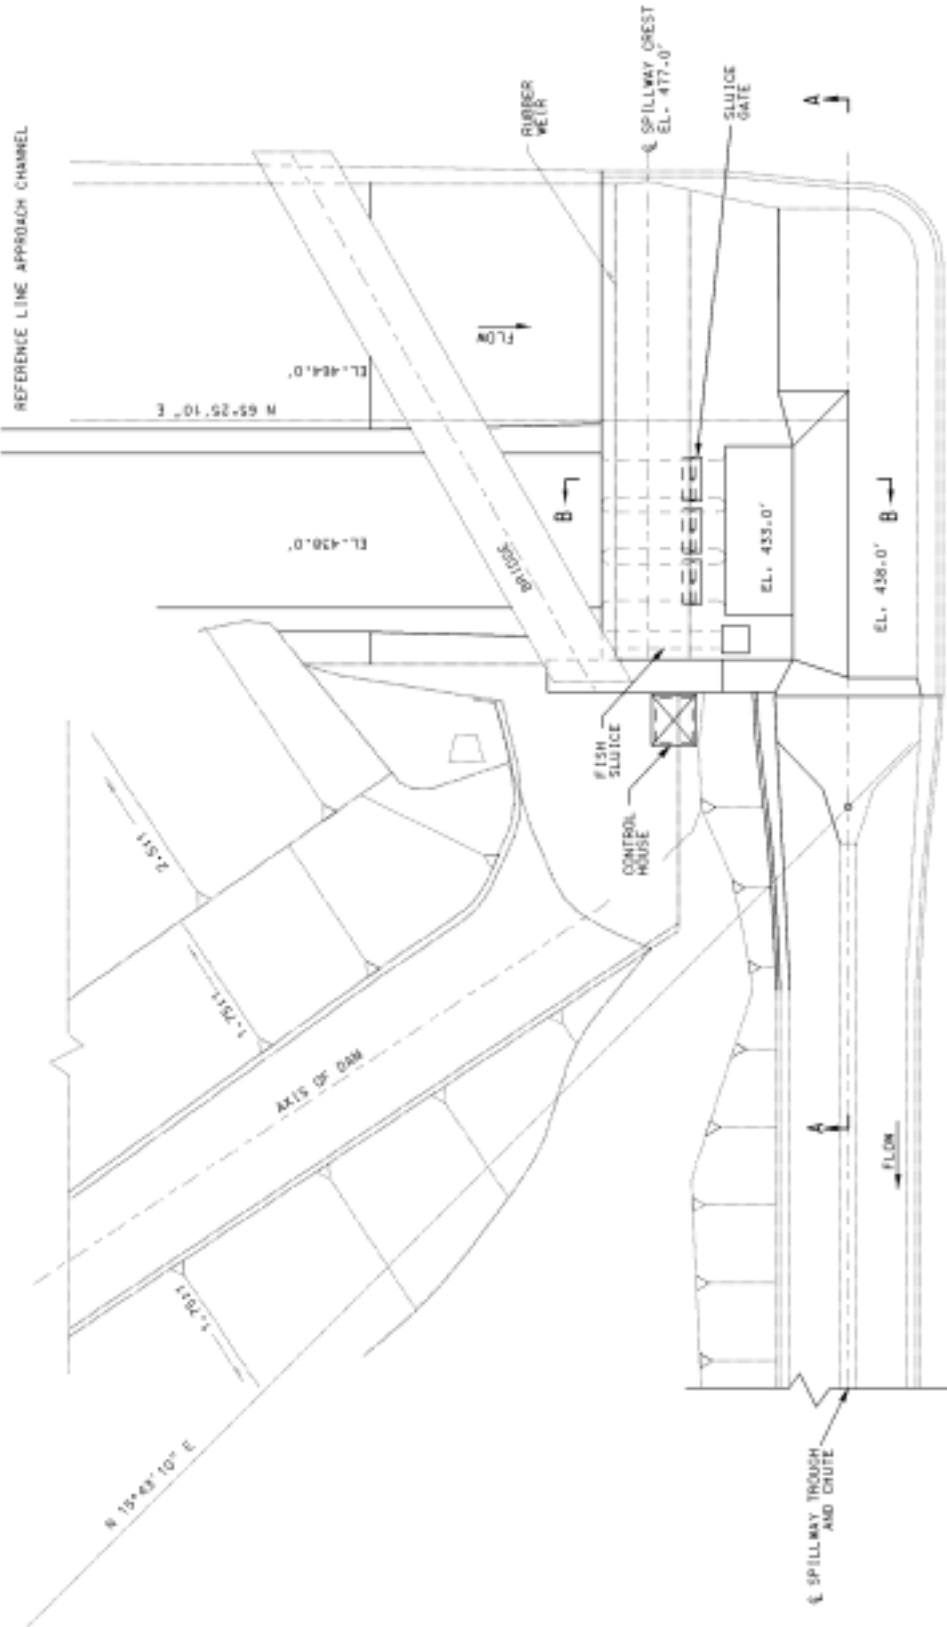 REFERENCE LINE APPROACH CHANNEL
RUBBER
WEIR
℄ SPILLWAY CREST
EL. 477.0'
SLUICE
GATE
A
FLOW
EL. 464.0'
N 65°25'10" E
EL. 438.0'
BRIDGE
B
B
EL. 433.0'
EL. 438.0'
FISH
SLUICE
CONTROL
HOUSE
2.5:1
1.75:1
AXIS OF DAM
1.75:1
A
FLOW
N 15°43'10" E
℄ SPILLWAY TROUGH
AND CHUTE